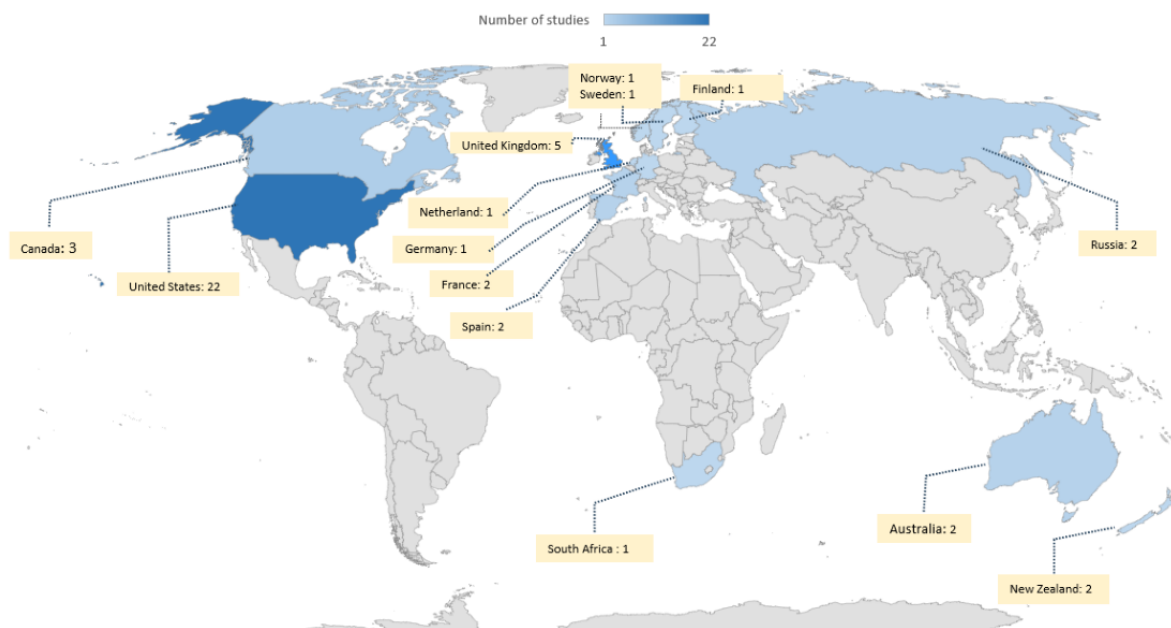 Number of studies
1 22
Norway: 1
Sweden: 1
Finland: 1
United Kingdom: 5
Netherland: 1
Canada: 3
Germany: 1
Russia: 2
United States: 22
France: 2
Spain: 2
Australia: 2
South Africa : 1
New Zealand: 2